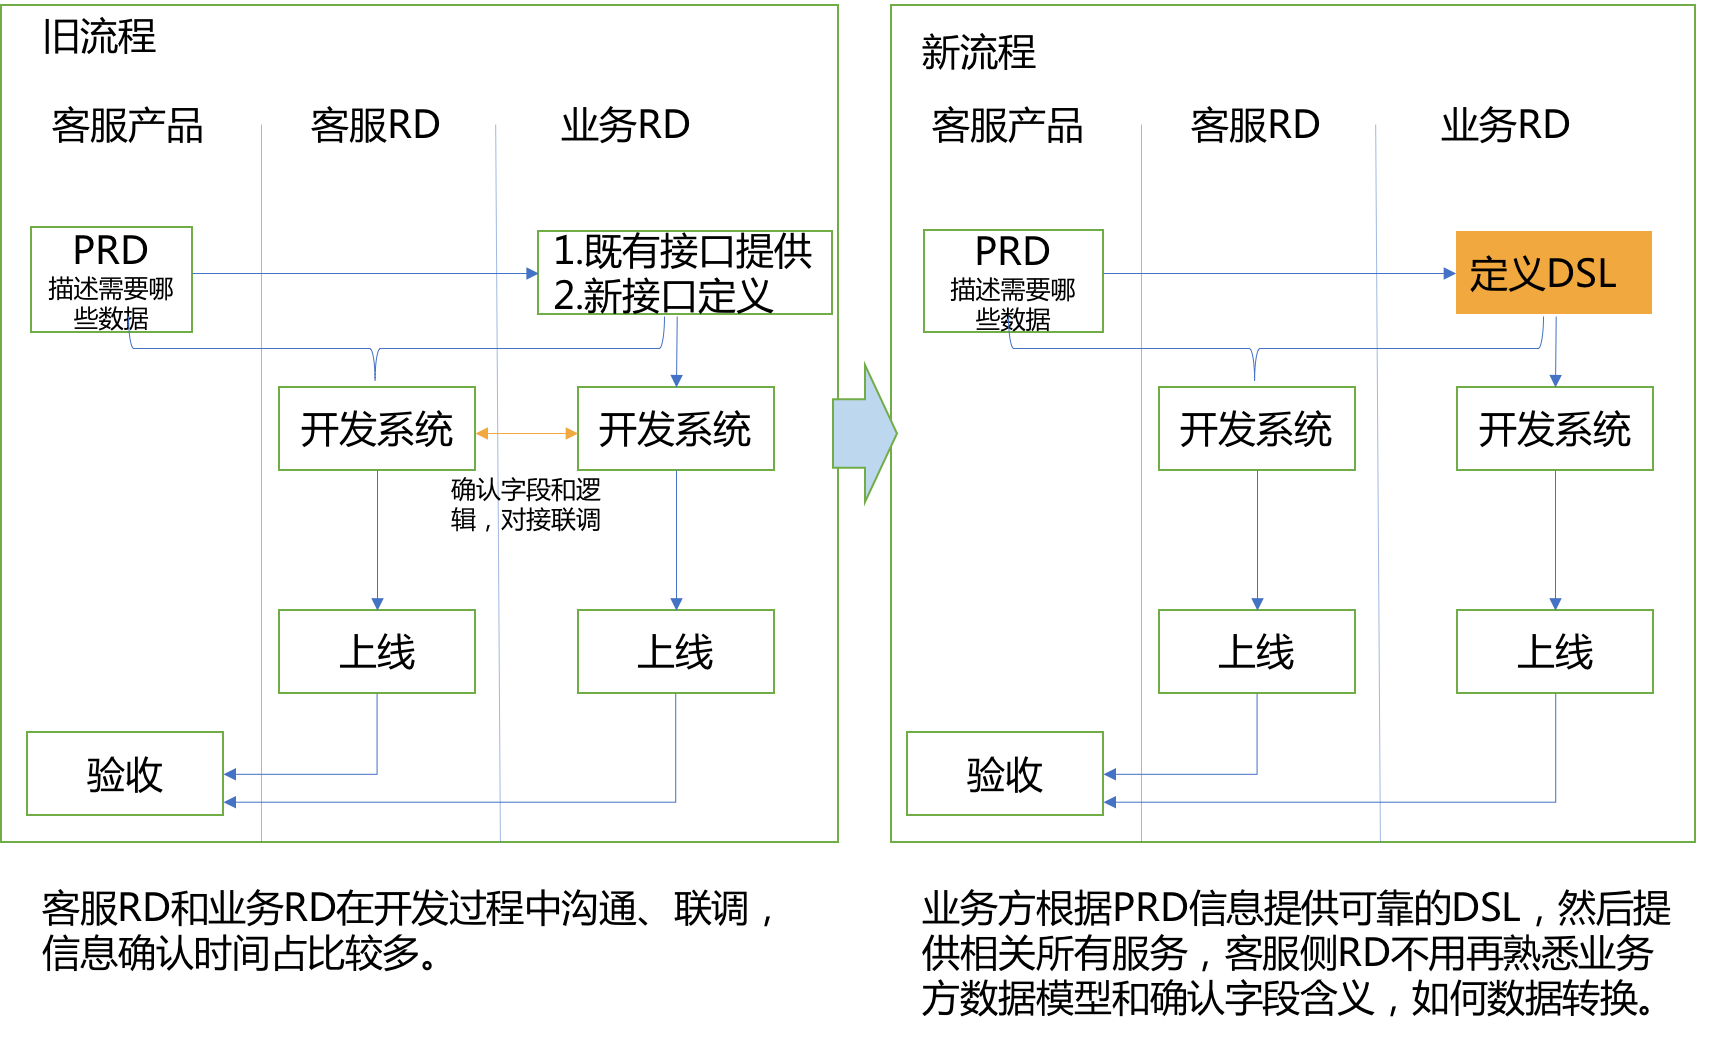 旧流程
客服产品
客服RD
业务RD
PRD
描述需要哪
些数据
1.既有接口提供
2.新接口定义
开发系统
开发系统
确认字段和逻
辑，对接联调
上线
上线
验收
客服RD和业务RD在开发过程中沟通、联调，
信息确认时间占比较多。
新流程
客服产品
客服RD
业务RD
PRD
描述需要哪
些数据
定义DSL
开发系统
开发系统
上线
上线
验收
业务方根据PRD信息提供可靠的DSL，然后提
供相关所有服务，客服侧RD不用再熟悉业务
方数据模型和确认字段含义，如何数据转换。